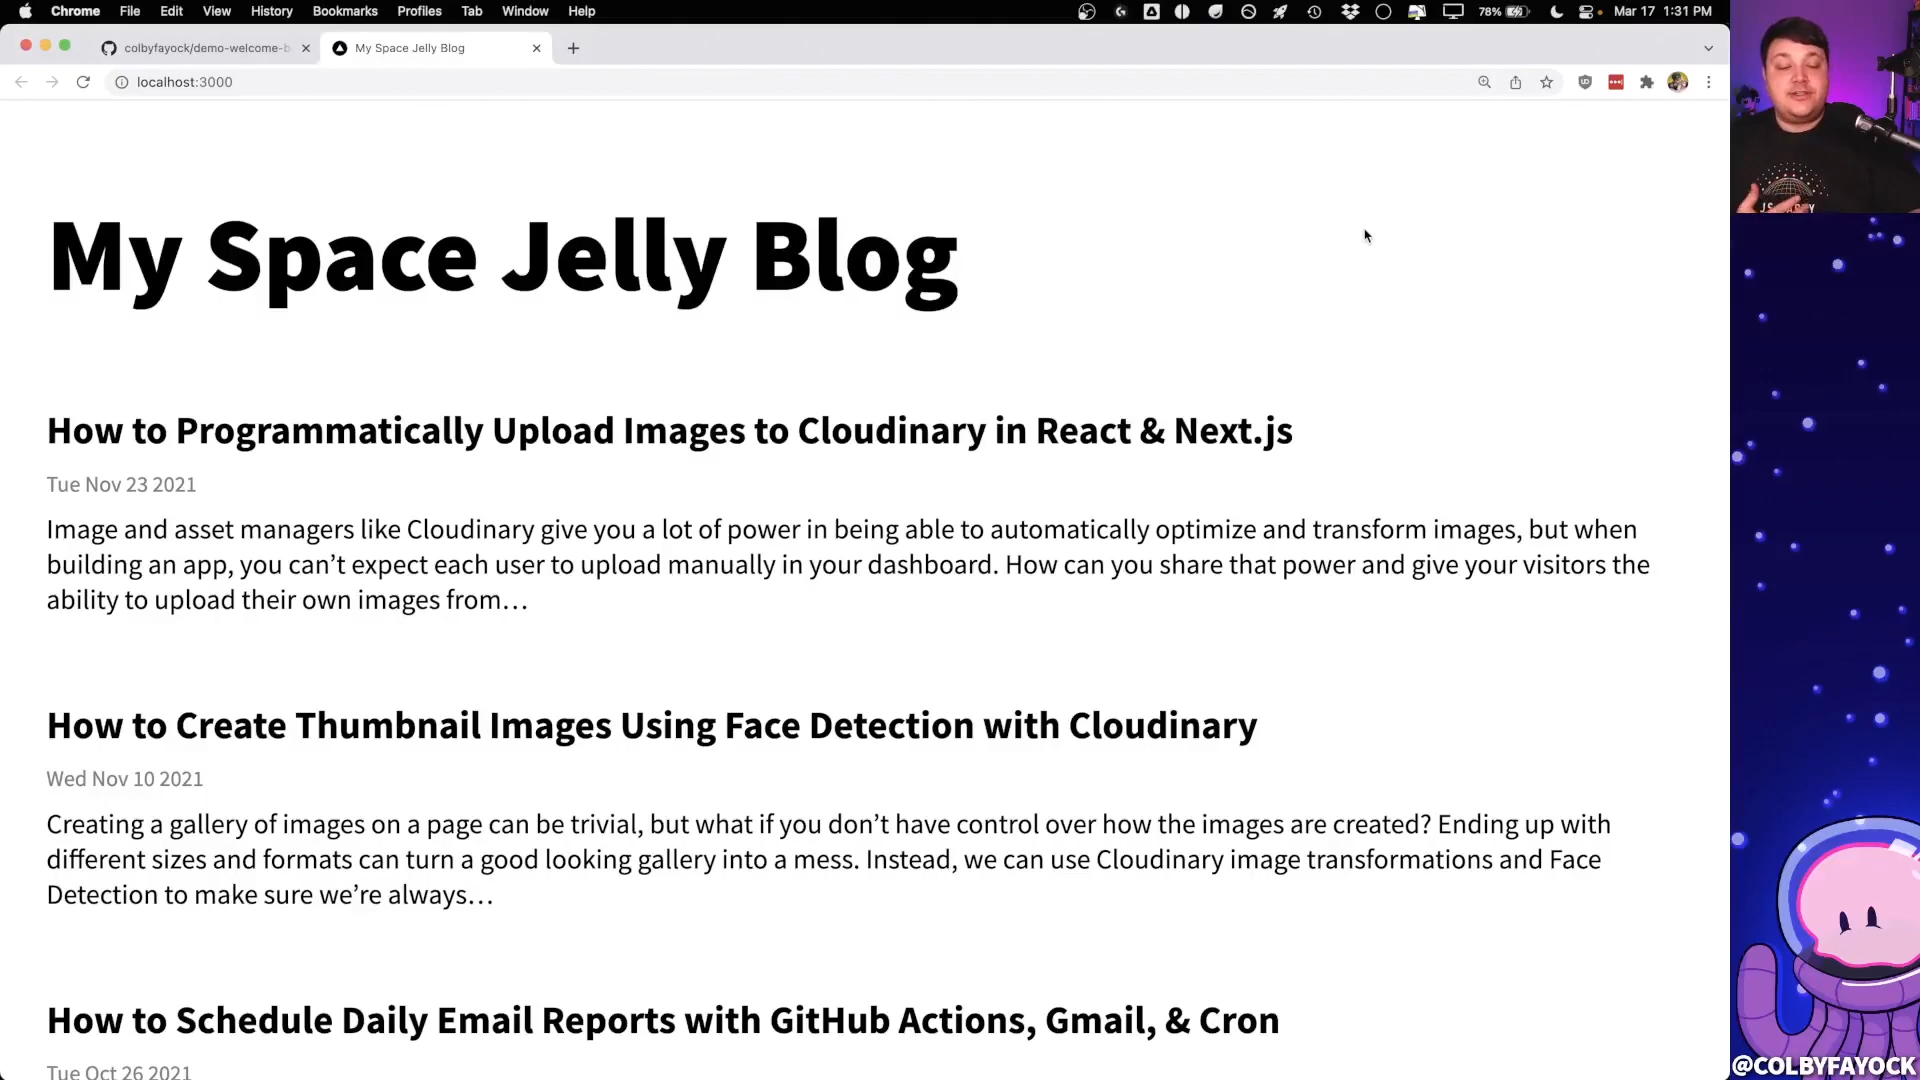 Chrome File Edit View History Bookmarks Profiles Tab Window Help
78%
Mar 17 1:31 PM
colbyfayock/demo-welcome-b
My Space Jelly Blog
localhost:3000
My Space Jelly Blog
How to Programmatically Upload Images to Cloudinary in React & Next.js
Tue Nov 23 2021
Image and asset managers like Cloudinary give you a lot of power in being able to automatically optimize and transform images, but when
building an app, you can’t expect each user to upload manually in your dashboard. How can you share that power and give your visitors the
ability to upload their own images from…
How to Create Thumbnail Images Using Face Detection with Cloudinary
Wed Nov 10 2021
Creating a gallery of images on a page can be trivial, but what if you don’t have control over how the images are created? Ending up with
different sizes and formats can turn a good looking gallery into a mess. Instead, we can use Cloudinary image transformations and Face
Detection to make sure we’re always…
How to Schedule Daily Email Reports with GitHub Actions, Gmail, & Cron
Tue Oct 26 2021
@COLBYFAYOCK